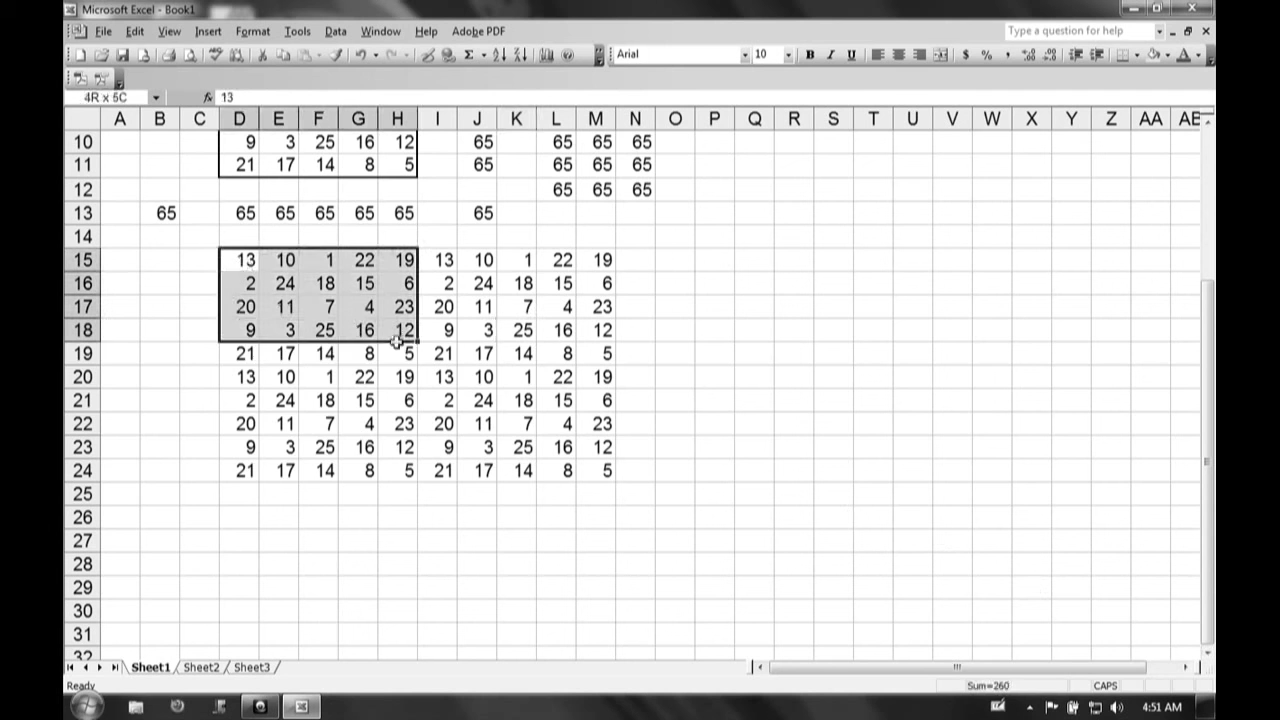 Microsoft Excel - Book1
File Edit View Insert Format Tools Data Window Help Adobe PDF Type a question for help
Arial 10 B I U $ % ,
4R x 5C fx 13
A B C D E F G H I J K L M N O P Q R S T U V W X Y Z AA AB
10 9 3 25 16 12 65 65 65 65
11 21 17 14 8 5 65 65 65 65
12 65 65 65
13 65 65 65 65 65 65 65
14
15 13 10 1 22 19 13 10 1 22 19
16 2 24 18 15 6 2 24 18 15 6
17 20 11 7 4 23 20 11 7 4 23
18 9 3 25 16 12 9 3 25 16 12
19 21 17 14 8 5 21 17 14 8 5
20 13 10 1 22 19 13 10 1 22 19
21 2 24 18 15 6 2 24 18 15 6
22 20 11 7 4 23 20 11 7 4 23
23 9 3 25 16 12 9 3 25 16 12
24 21 17 14 8 5 21 17 14 8 5
25
26
27
28
29
30
31
32
Sheet1 Sheet2 Sheet3
Ready Sum=260 CAPS
4:51 AM